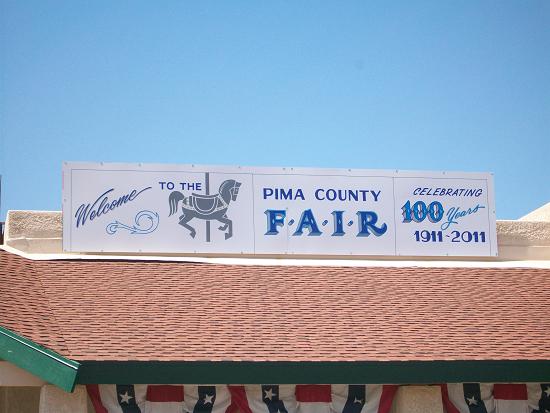 Welcome
TO THE
PIMA COUNTY
F·A·I·R
CELEBRATING
100 Years
1911-2011